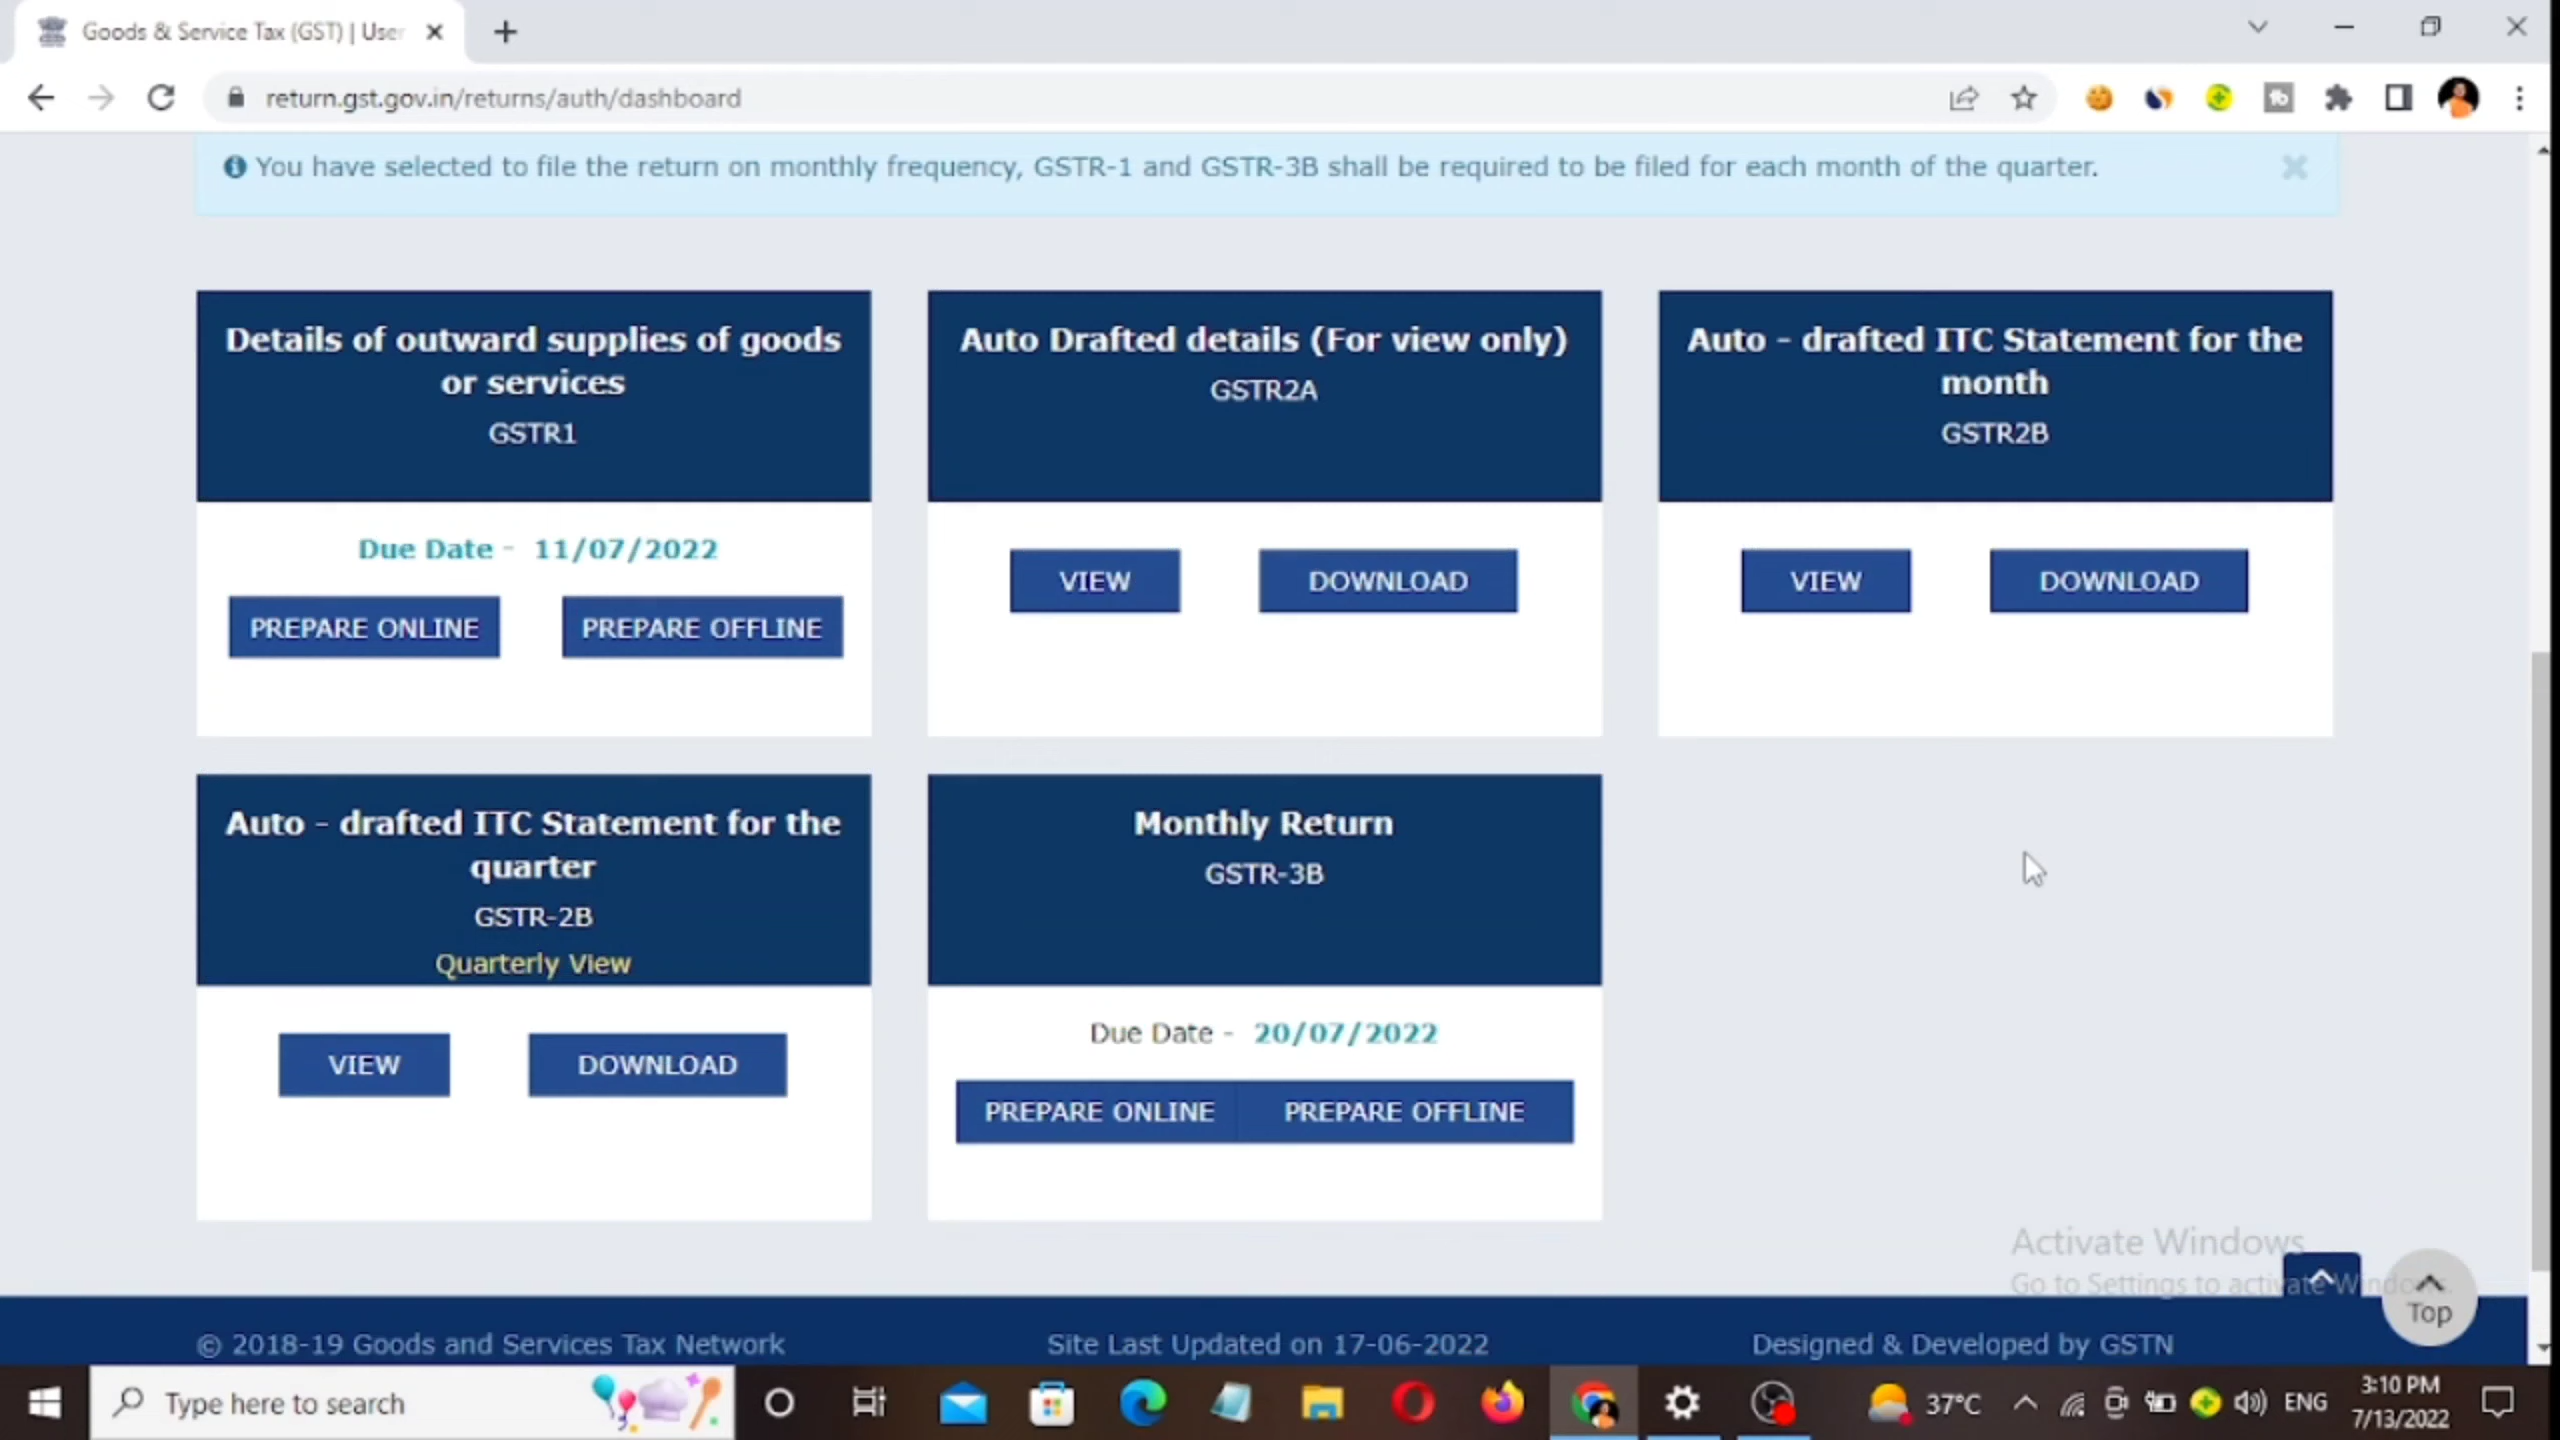 Goods & Service Tax (GST) | User
return.gst.gov.in/returns/auth/dashboard
You have selected to file the return on monthly frequency, GSTR-1 and GSTR-3B shall be required to be filed for each month of the quarter.
Details of outward supplies of goods
or services
GSTR1
Due Date - 11/07/2022
PREPARE ONLINE
PREPARE OFFLINE
Auto Drafted details (For view only)
GSTR2A
VIEW
DOWNLOAD
Auto - drafted ITC Statement for the
month
GSTR2B
VIEW
DOWNLOAD
Auto - drafted ITC Statement for the
quarter
GSTR-2B
Quarterly View
VIEW
DOWNLOAD
Monthly Return
GSTR-3B
Due Date - 20/07/2022
PREPARE ONLINE
PREPARE OFFLINE
Activate Windows
Go to Settings to activate Windows.
Top
© 2018-19 Goods and Services Tax Network
Site Last Updated on 17-06-2022
Designed & Developed by GSTN
Type here to search
37°C
ENG
3:10 PM
7/13/2022